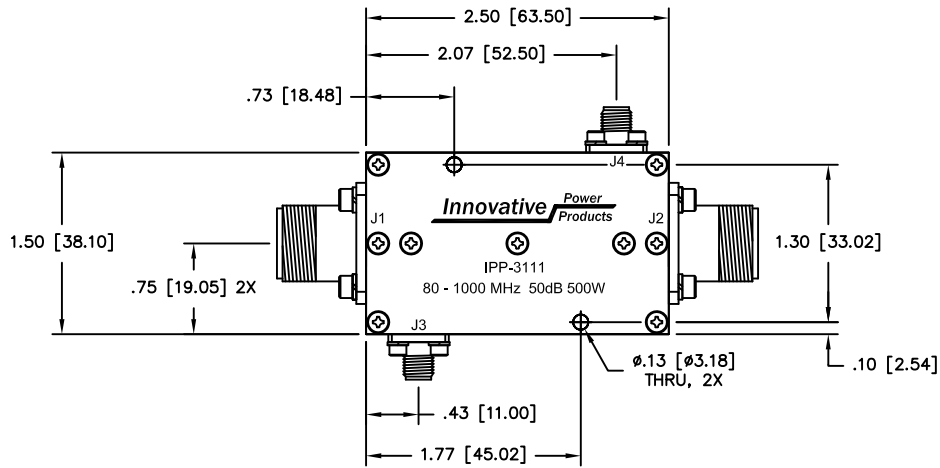 2.50 [63.50]
2.07 [52.50]
.73 [18.48]
J4
Innovative Power Products
J1
J2
1.50 [38.10]
1.30 [33.02]
.75 [19.05] 2X
IPP-3111
80 - 1000 MHz 50dB 500W
J3
ø.13 [ø3.18]
THRU, 2X
.10 [2.54]
.43 [11.00]
1.77 [45.02]